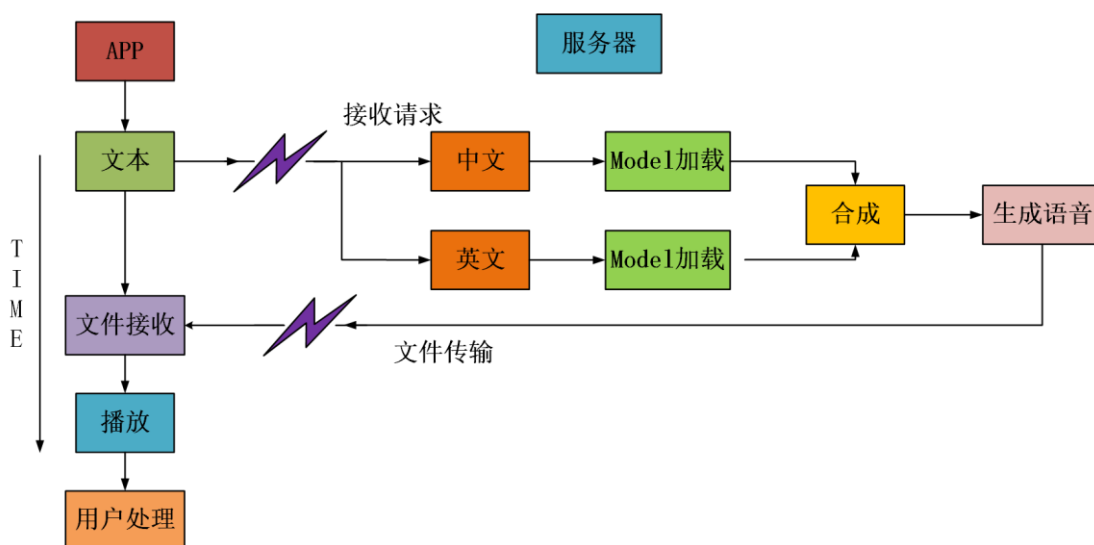 APP
服务器
接收请求
文本
中文
Model加载
合成
生成语音
英文
Model加载
TIME
文件接收
文件传输
播放
用户处理